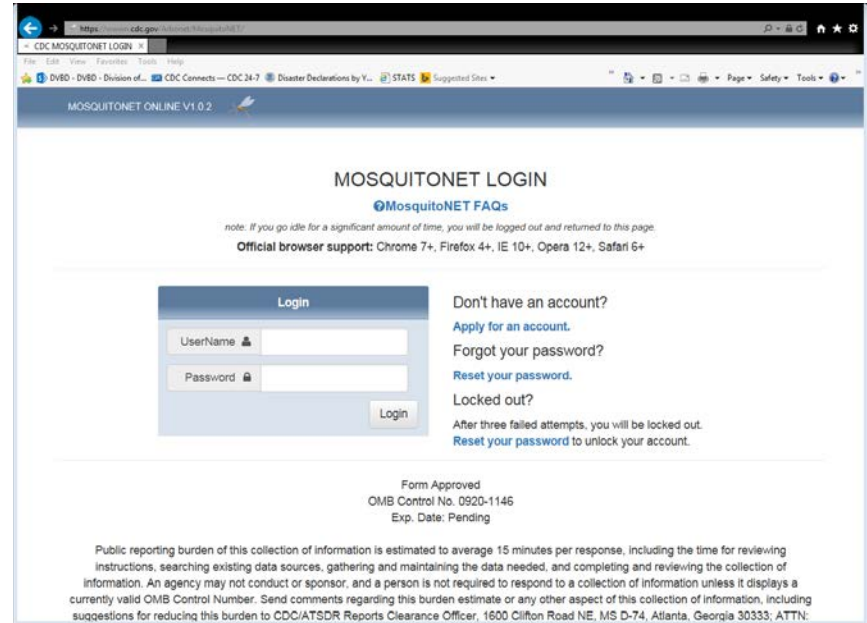 https://wwwn.cdc.gov/Arbonet/MosquitoNET/
CDC MOSQUITONET LOGIN
File Edit View Favorites Tools Help
DVBD - DVBD - Division of... CDC Connects — CDC 24-7 Disaster Declarations by Y... STATS Suggested Sites Page Safety Tools
MOSQUITONET ONLINE V1.0.2
MOSQUITONET LOGIN
MosquitoNET FAQs
note: If you go idle for a significant amount of time, you will be logged out and returned to this page.
Official browser support: Chrome 7+, Firefox 4+, IE 10+, Opera 12+, Safari 6+
Login
UserName
Password
Login
Don't have an account?
Apply for an account.
Forgot your password?
Reset your password.
Locked out?
After three failed attempts, you will be locked out.
Reset your password to unlock your account.
Form Approved
OMB Control No. 0920-1146
Exp. Date: Pending
Public reporting burden of this collection of information is estimated to average 15 minutes per response, including the time for reviewing
instructions, searching existing data sources, gathering and maintaining the data needed, and completing and reviewing the collection of
information. An agency may not conduct or sponsor, and a person is not required to respond to a collection of information unless it displays a
currently valid OMB Control Number. Send comments regarding this burden estimate or any other aspect of this collection of information, including
suggestions for reducing this burden to CDC/ATSDR Reports Clearance Officer, 1600 Clifton Road NE, MS D-74, Atlanta, Georgia 30333; ATTN: